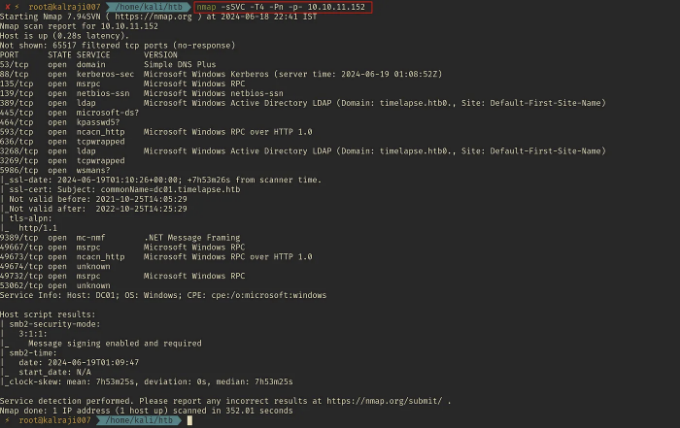 root@kalraji007 /home/kali/htb nmap -sSVC -T4 -Pn -p- 10.10.11.152
Starting Nmap 7.94SVN ( https://nmap.org ) at 2024-06-18 22:41 IST
Nmap scan report for 10.10.11.152
Host is up (0.28s latency).
Not shown: 65517 filtered tcp ports (no-response)
PORT STATE SERVICE VERSION
53/tcp open domain Simple DNS Plus
88/tcp open kerberos-sec Microsoft Windows Kerberos (server time: 2024-06-19 01:08:52Z)
135/tcp open msrpc Microsoft Windows RPC
139/tcp open netbios-ssn Microsoft Windows netbios-ssn
389/tcp open ldap Microsoft Windows Active Directory LDAP (Domain: timelapse.htb0., Site: Default-First-Site-Name)
445/tcp open microsoft-ds?
464/tcp open kpasswd5?
593/tcp open ncacn_http Microsoft Windows RPC over HTTP 1.0
636/tcp open tcpwrapped
3268/tcp open ldap Microsoft Windows Active Directory LDAP (Domain: timelapse.htb0., Site: Default-First-Site-Name)
3269/tcp open tcpwrapped
5986/tcp open wsmans?
|_ssl-date: 2024-06-19T01:10:26+00:00; +7h53m26s from scanner time.
| ssl-cert: Subject: commonName=dc01.timelapse.htb
| Not valid before: 2021-10-25T14:05:29
|_Not valid after: 2022-10-25T14:25:29
| tls-alpn:
|_ http/1.1
9389/tcp open mc-nmf .NET Message Framing
49667/tcp open msrpc Microsoft Windows RPC
49673/tcp open ncacn_http Microsoft Windows RPC over HTTP 1.0
49674/tcp open unknown
49732/tcp open msrpc Microsoft Windows RPC
53062/tcp open unknown
Service Info: Host: DC01; OS: Windows; CPE: cpe:/o:microsoft:windows
Host script results:
| smb2-security-mode:
| 3:1:1:
|_ Message signing enabled and required
| smb2-time:
| date: 2024-06-19T01:09:47
|_ start_date: N/A
|_clock-skew: mean: 7h53m25s, deviation: 0s, median: 7h53m25s
Service detection performed. Please report any incorrect results at https://nmap.org/submit/ .
Nmap done: 1 IP address (1 host up) scanned in 352.01 seconds
root@kalraji007 /home/kali/htb